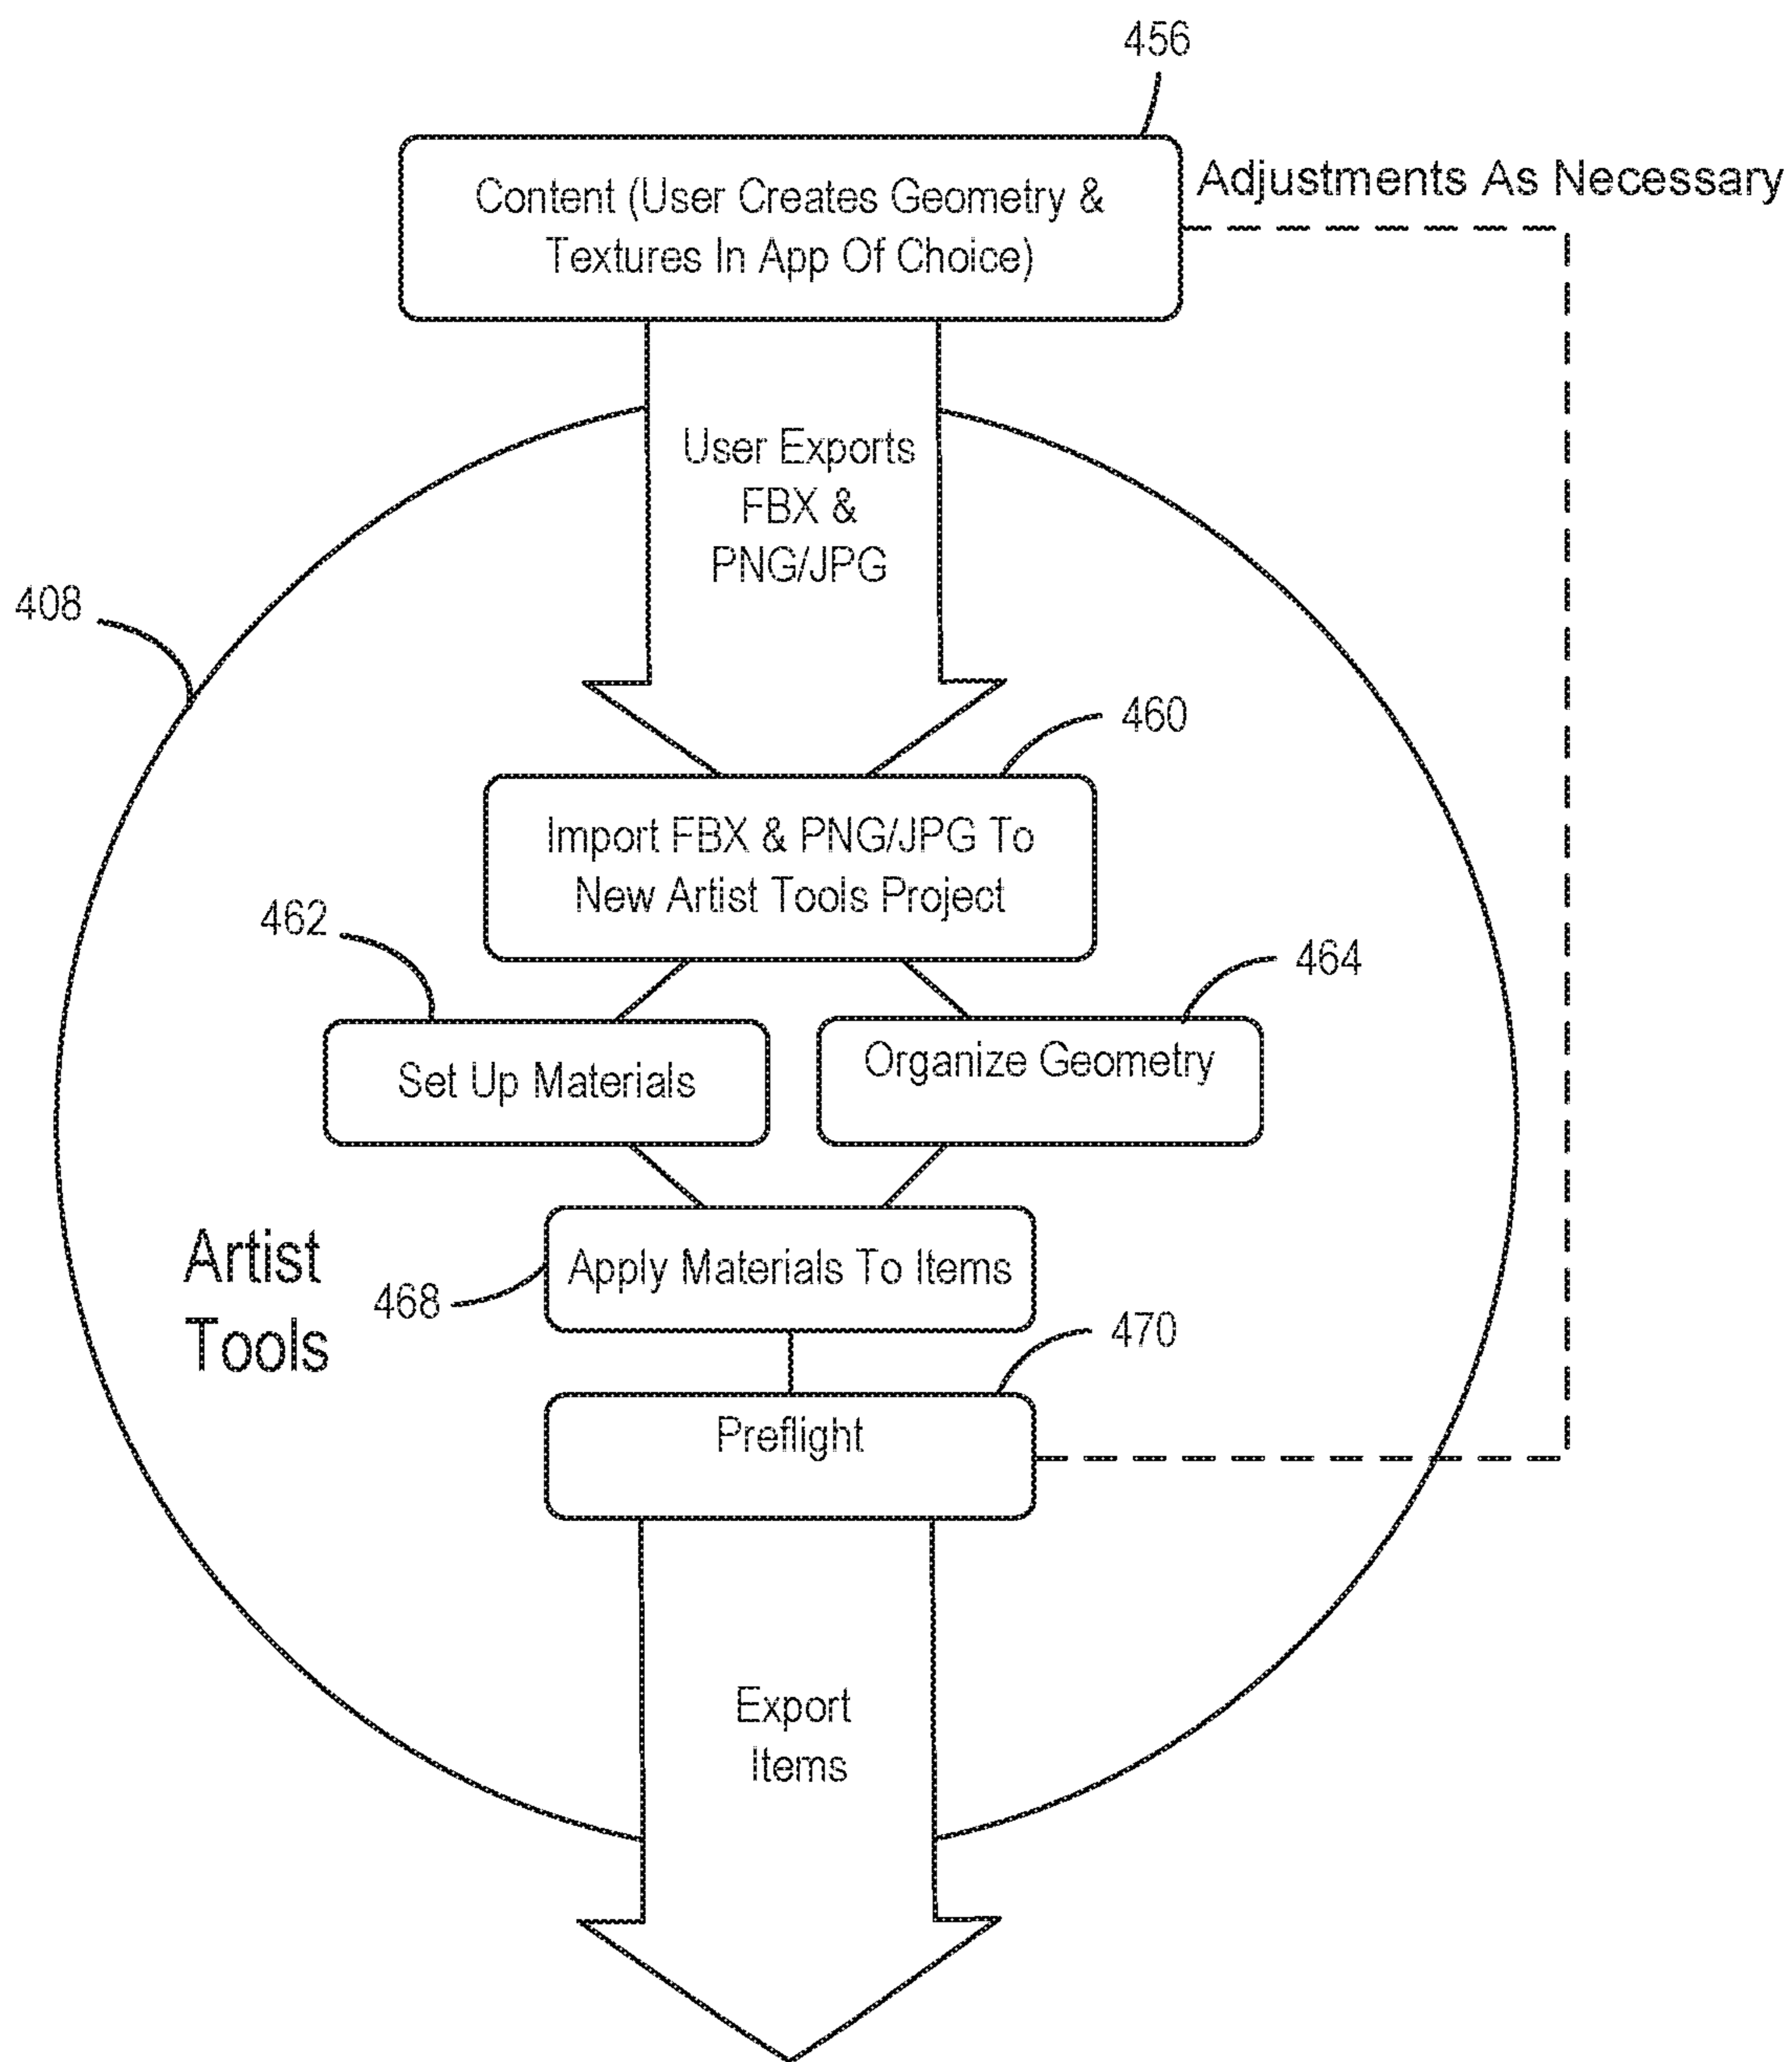 456
Content (User Creates Geometry &
Textures In App Of Choice)
Adjustments As Necessary
User Exports
FBX &
PNG/JPG
408
460
Import FBX & PNG/JPG To
New Artist Tools Project
462
464
Set Up Materials
Organize Geometry
Artist
Tools
468
Apply Materials To Items
470
Preflight
Export
Items